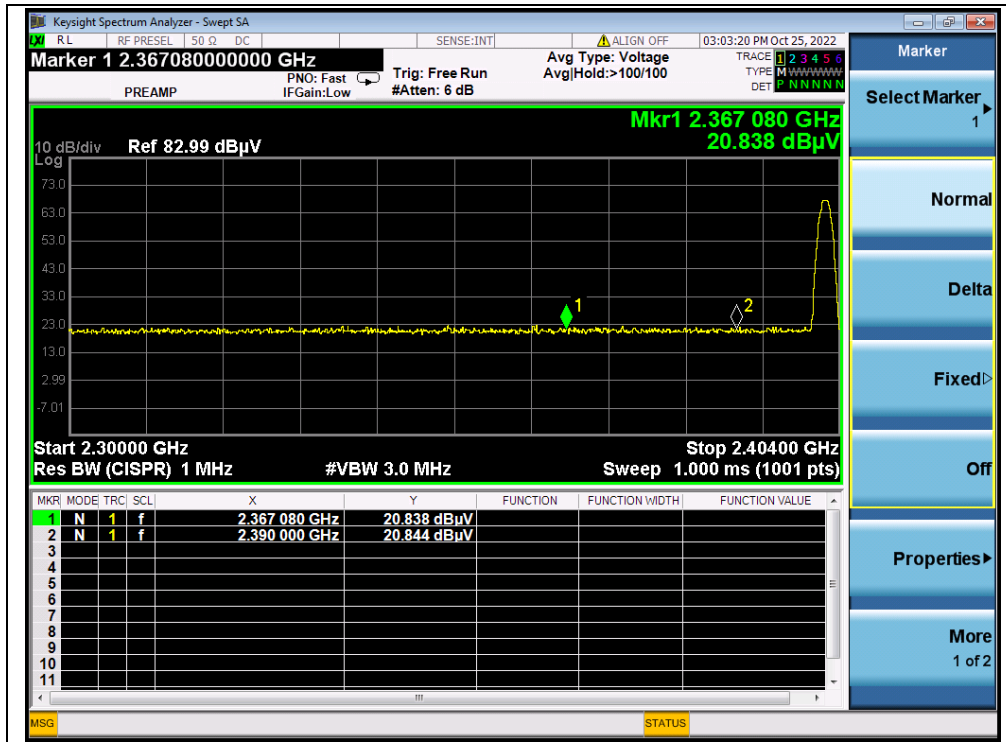 Keysight Spectrum Analyzer - Swept SA
LXI RL RF PRESEL 50 Ω DC SENSE:INT ALIGN OFF 03:03:20 PM Oct 25, 2022
Marker 1 2.367080000000 GHz
PREAMP
PNO: Fast
IFGain:Low
Trig: Free Run
#Atten: 6 dB
Avg Type: Voltage
Avg|Hold:>100/100
TRACE 1 2 3 4 5 6
TYPE M WWWWW
DET P N N N N N
Mkr1 2.367 080 GHz
20.838 dBµV
10 dB/div Ref 82.99 dBµV
Log
73.0
63.0
53.0
43.0
33.0
23.0
13.0
2.99
-7.01
1
2
Start 2.30000 GHz Stop 2.40400 GHz
Res BW (CISPR) 1 MHz #VBW 3.0 MHz Sweep 1.000 ms (1001 pts)
MKR MODE TRC SCL X Y FUNCTION FUNCTION WIDTH FUNCTION VALUE
1 N 1 f 2.367 080 GHz 20.838 dBµV
2 N 1 f 2.390 000 GHz 20.844 dBµV
3
4
5
6
7
8
9
10
11
MSG STATUS
Marker
Select Marker
1
Normal
Delta
Fixed
Off
Properties
More
1 of 2